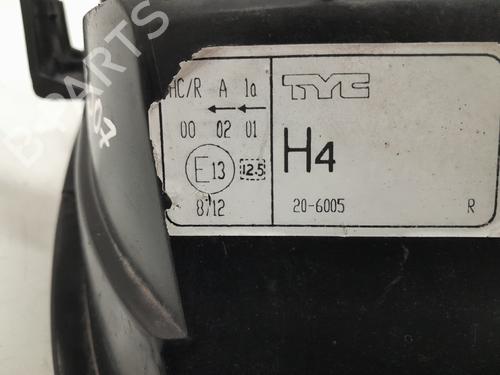 HC/R A 1a
TYC
00 02 01
H4
E13 12.5
8712
20-6005 R
B-PARTS